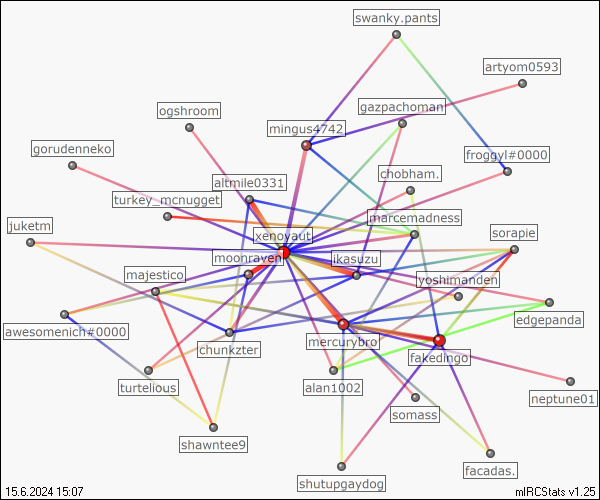 swanky.pants
artyom0593
gazpachoman
ogshroom
mingus4742
gorudenneko
froggyl#0000
chobham.
altmile0331
turkey_mcnugget
marcemadness
juketm
xenoyaut
sorapie
moonraven
ikasuzu
majestico
yoshimanden
awesomenich#0000
edgepanda
mercurybro
chunkzter
fakedingo
turtelious
alan1002
neptune01
somass
shawntee9
facadas.
shutupgaydog
15.6.2024 15:07
mIRCStats v1.25